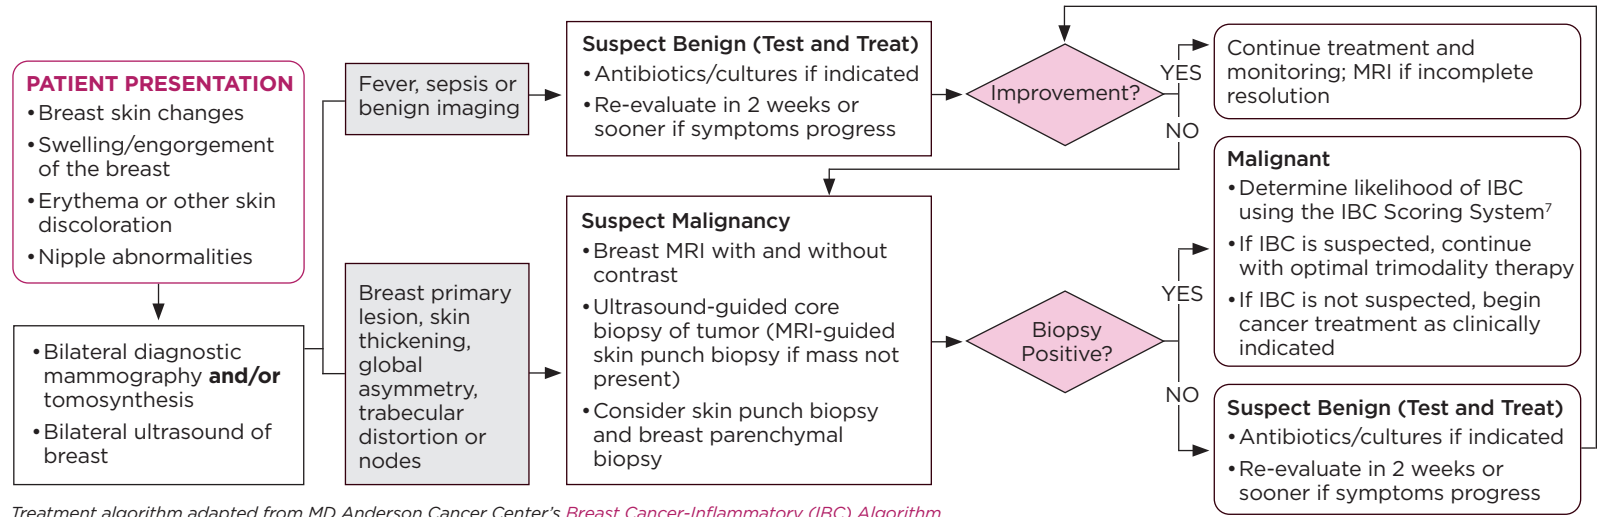 PATIENT PRESENTATION
•Breast skin changes
•Swelling/engorgement
of the breast
•Erythema or other skin
discoloration
•Nipple abnormalities
•Bilateral diagnostic
mammography and/or
tomosynthesis
•Bilateral ultrasound of
breast
Fever, sepsis or
benign imaging
Breast primary
lesion, skin
thickening,
global
asymmetry,
trabecular
distortion or
nodes
Suspect Benign (Test and Treat)
•Antibiotics/cultures if indicated
•Re-evaluate in 2 weeks or
sooner if symptoms progress
Suspect Malignancy
•Breast MRI with and without
contrast
•Ultrasound-guided core
biopsy of tumor (MRI-guided
skin punch biopsy if mass not
present)
•Consider skin punch biopsy
and breast parenchymal
biopsy
Improvement?
YES
NO
Biopsy
Positive?
YES
NO
Continue treatment and
monitoring; MRI if incomplete
resolution
Malignant
•Determine likelihood of IBC
using the IBC Scoring System⁷
•If IBC is suspected, continue
with optimal trimodality therapy
•If IBC is not suspected, begin
cancer treatment as clinically
indicated
Suspect Benign (Test and Treat)
•Antibiotics/cultures if indicated
•Re-evaluate in 2 weeks or
sooner if symptoms progress
Treatment algorithm adapted from MD Anderson Cancer Center's Breast Cancer-Inflammatory (IBC) Algorithm